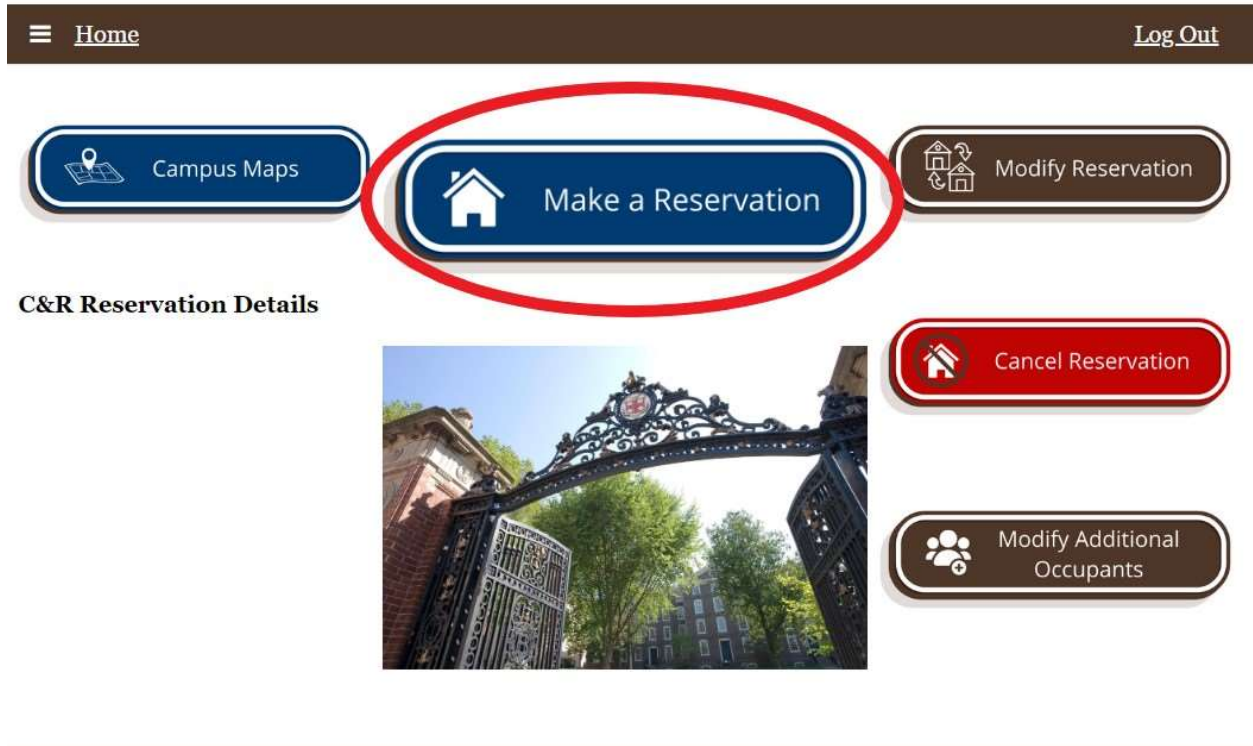 Home
Log Out
Campus Maps
Make a Reservation
Modify Reservation
C&R Reservation Details
Cancel Reservation
Modify Additional
Occupants